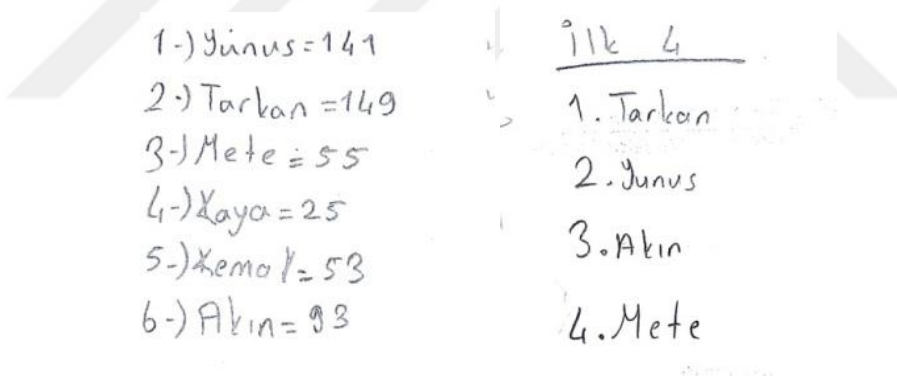 1-) Yunus = 141
2-) Tarkan = 149
3-) Mete = 55
4-) Kaya = 25
5-) Kemal = 53
6-) Akın = 93
İlk 4
1. Tarkan
2. Yunus
3. Akın
4. Mete